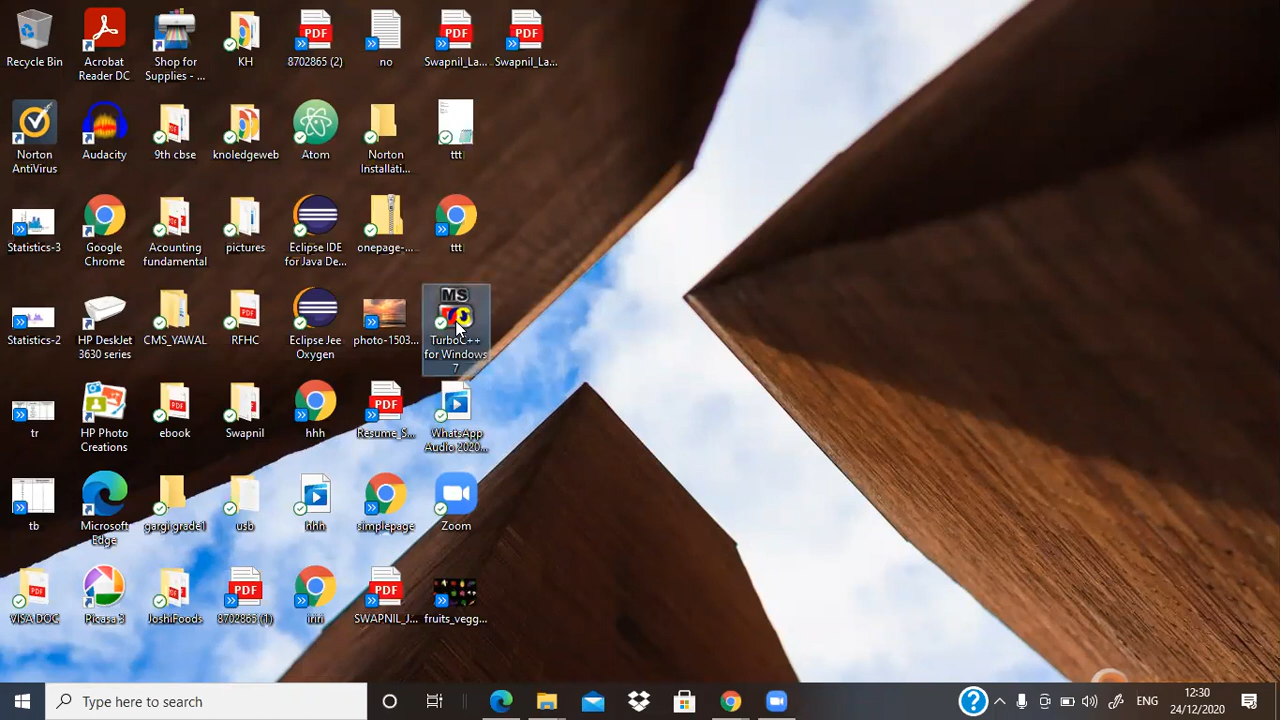 Recycle Bin
Acrobat
Reader DC
Shop for
Supplies - ...
KH
8702865 (2)
no
Swapnil_La...
Swapnil_La...
Norton
AntiVirus
Audacity
9th cbse
knoledgeweb
Atom
Norton
Installati...
ttt
Statistics-3
Google
Chrome
Acounting
fundamental
pictures
Eclipse IDE
for Java De...
onepage-...
ttt
Statistics-2
HP DeskJet
3630 series
CMS_YAWAL
RFHC
Eclipse Jee
Oxygen
photo-1503...
MS
TurboC++
for Windows
7
tr
HP Photo
Creations
ebook
Swapnil
hhh
Resume_S...
WhatsApp
Audio 2020...
tb
Microsoft
Edge
gargi grade1
usb
hhh
simplepage
Zoom
VISA DOC
Picasa 3
JoshiFoods
8702865 (1)
iriri
SWAPNIL_J...
fruits_vegg...
PDF
PDF
PDF
PDF
PDF
PDF
Type here to search
ENG
12:30
24/12/2020